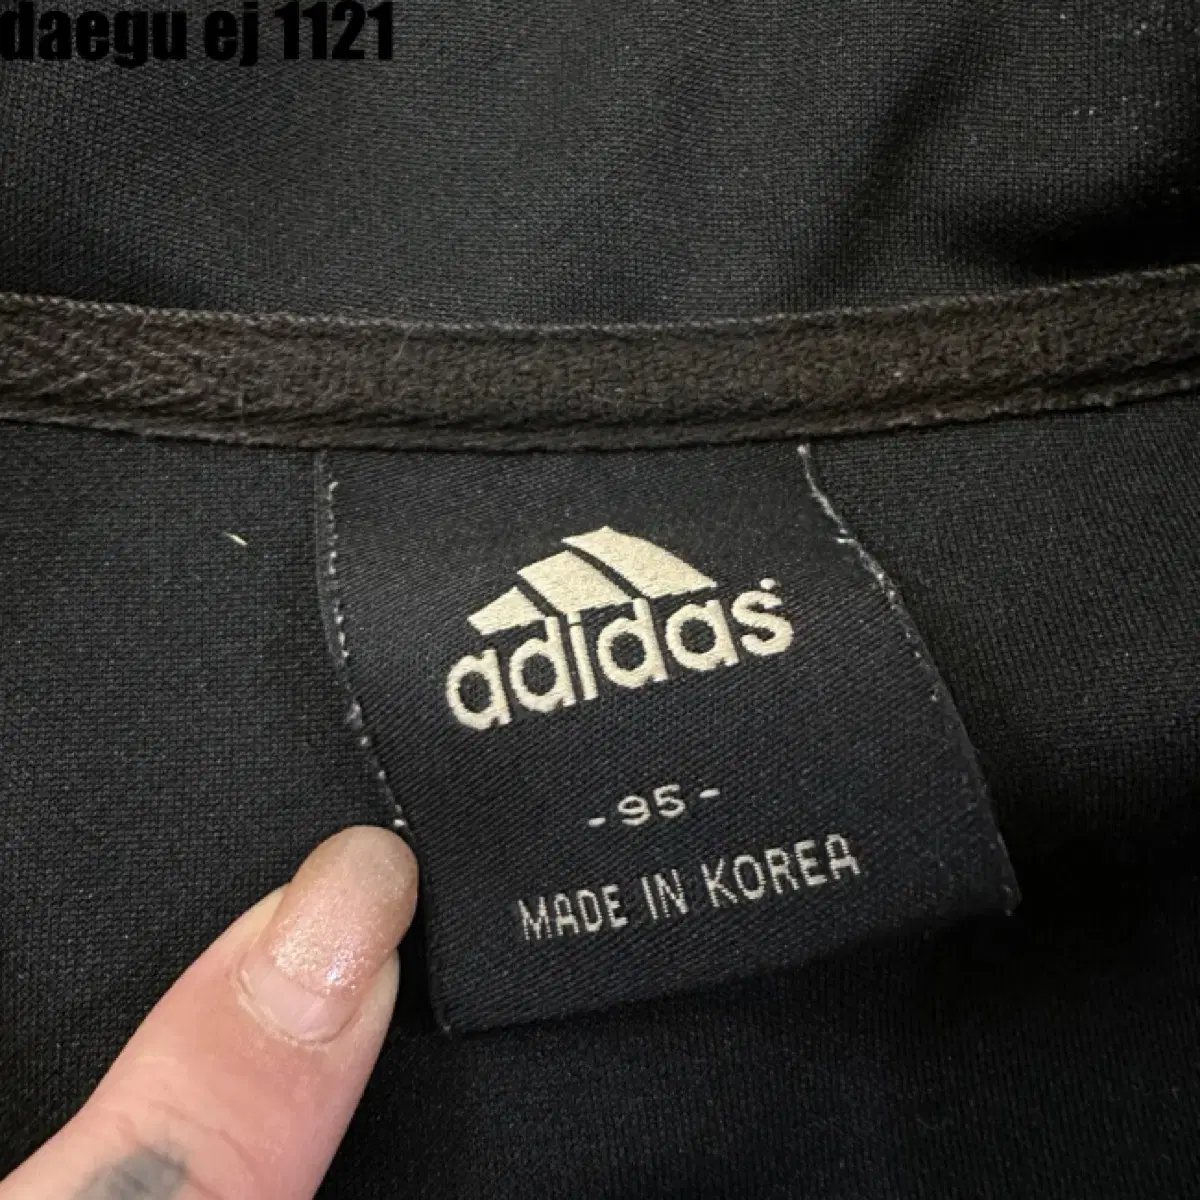 daegu ej 1121
adidas
- 95 -
MADE IN KOREA